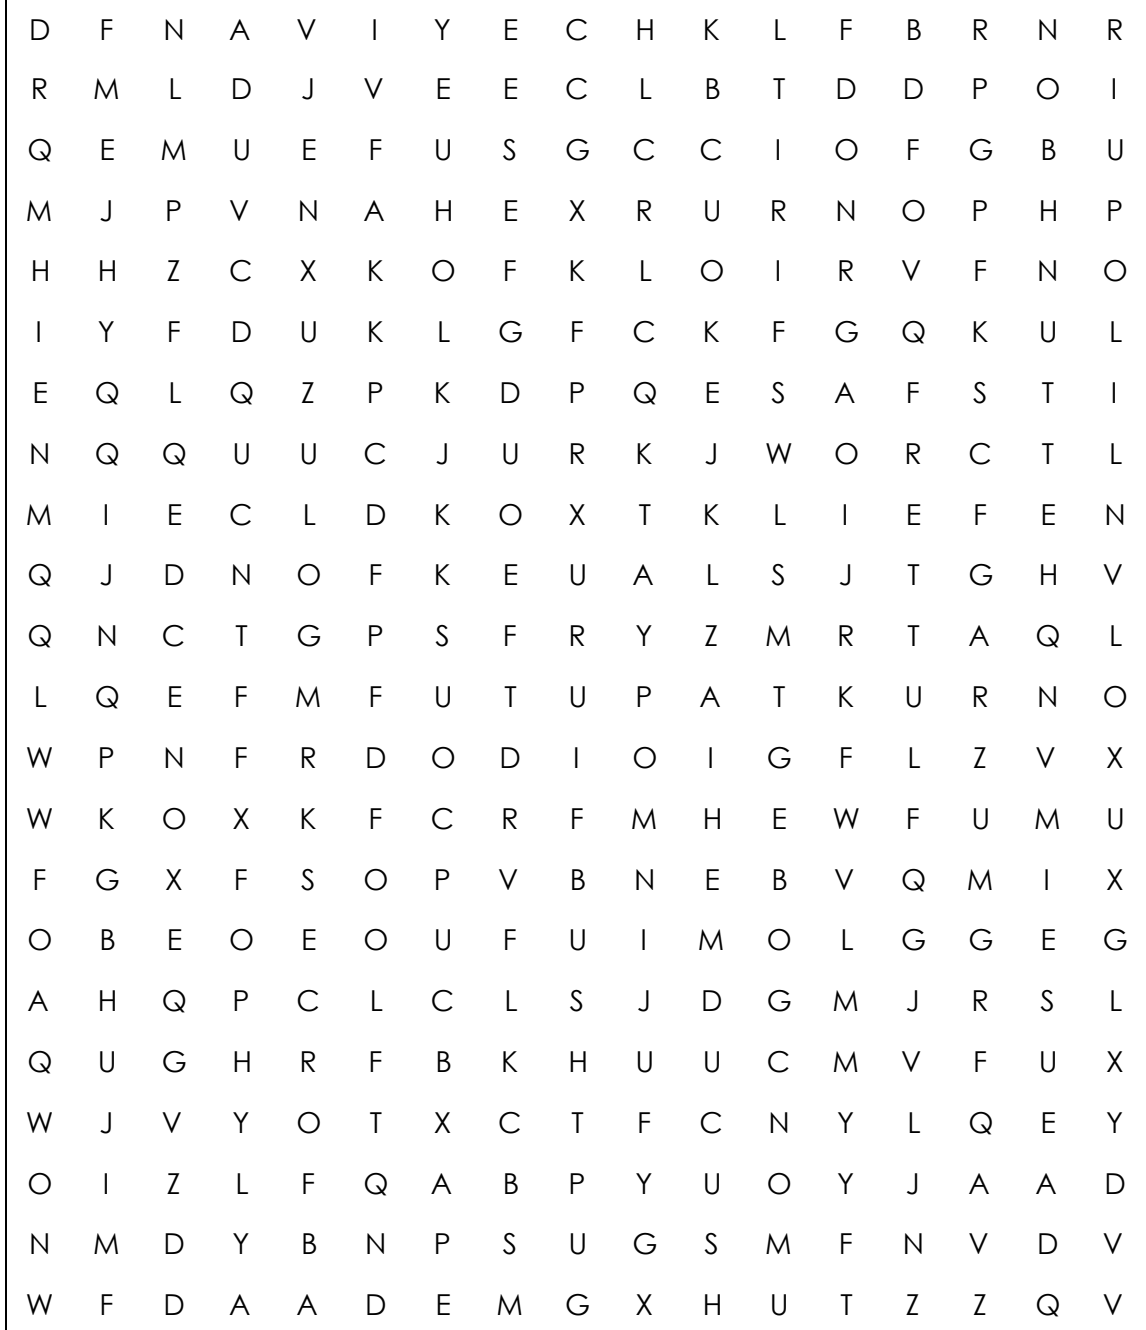 D F N A V I Y E C H K L F B R N R
R M L D J V E E C L B T D D P O I
Q E M U E F U S G C C I O F G B U
M J P V N A H E X R U R N O P H P
H H Z C X K O F K L O I R V F N O
I Y F D U K L G F C K F G Q K U L
E Q L Q Z P K D P Q E S A F S T I
N Q Q U U C J U R K J W O R C T L
M I E C L D K O X T K L I E F E N
Q J D N O F K E U A L S J T G H V
Q N C T G P S F R Y Z M R T A Q L
L Q E F M F U T U P A T K U R N O
W P N F R D O D I O I G F L Z V X
W K O X K F C R F M H E W F U M U
F G X F S O P V B N E B V Q M I X
O B E O E O U F U I M O L G G E G
A H Q P C L C L S J D G M J R S L
Q U G H R F B K H U U C M V F U X
W J V Y O T X C T F C N Y L Q E Y
O I Z L F Q A B P Y U O Y J A A D
N M D Y B N P S U G S M F N V D V
W F D A A D E M G X H U T Z Z Q V